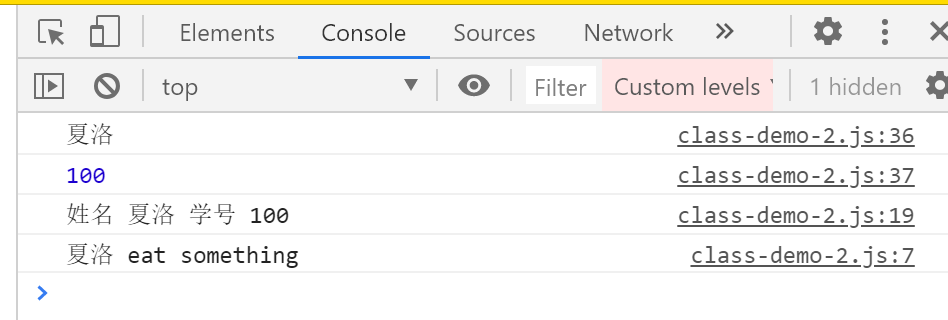 Elements Console Sources Network
top Filter Custom levels 1 hidden
夏洛 class-demo-2.js:36
100 class-demo-2.js:37
姓名 夏洛 学号 100 class-demo-2.js:19
夏洛 eat something class-demo-2.js:7